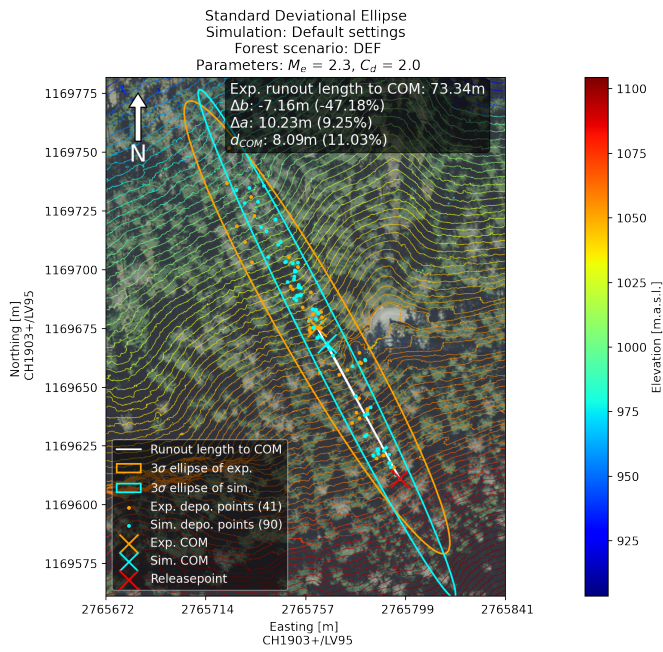 Standard Deviational Ellipse
Simulation: Default settings
Forest scenario: DEF
Parameters: Mₑ = 2.3, C_d = 2.0
Exp. runout length to COM: 73.34m
Δb: -7.16m (-47.18%)
Δa: 10.23m (9.25%)
d_COM: 8.09m (11.03%)
N
1169775
1169750
1169725
1169700
1169675
1169650
1169625
1169600
1169575
Northing [m]
CH1903+/LV95
Runout length to COM
3σ ellipse of exp.
3σ ellipse of sim.
Exp. depo. points (41)
Sim. depo. points (90)
Exp. COM
Sim. COM
Releasepoint
2765672 2765714 2765757 2765799 2765841
Easting [m]
CH1903+/LV95
1100
1075
1050
1025
1000
975
950
925
Elevation [m.a.s.l.]